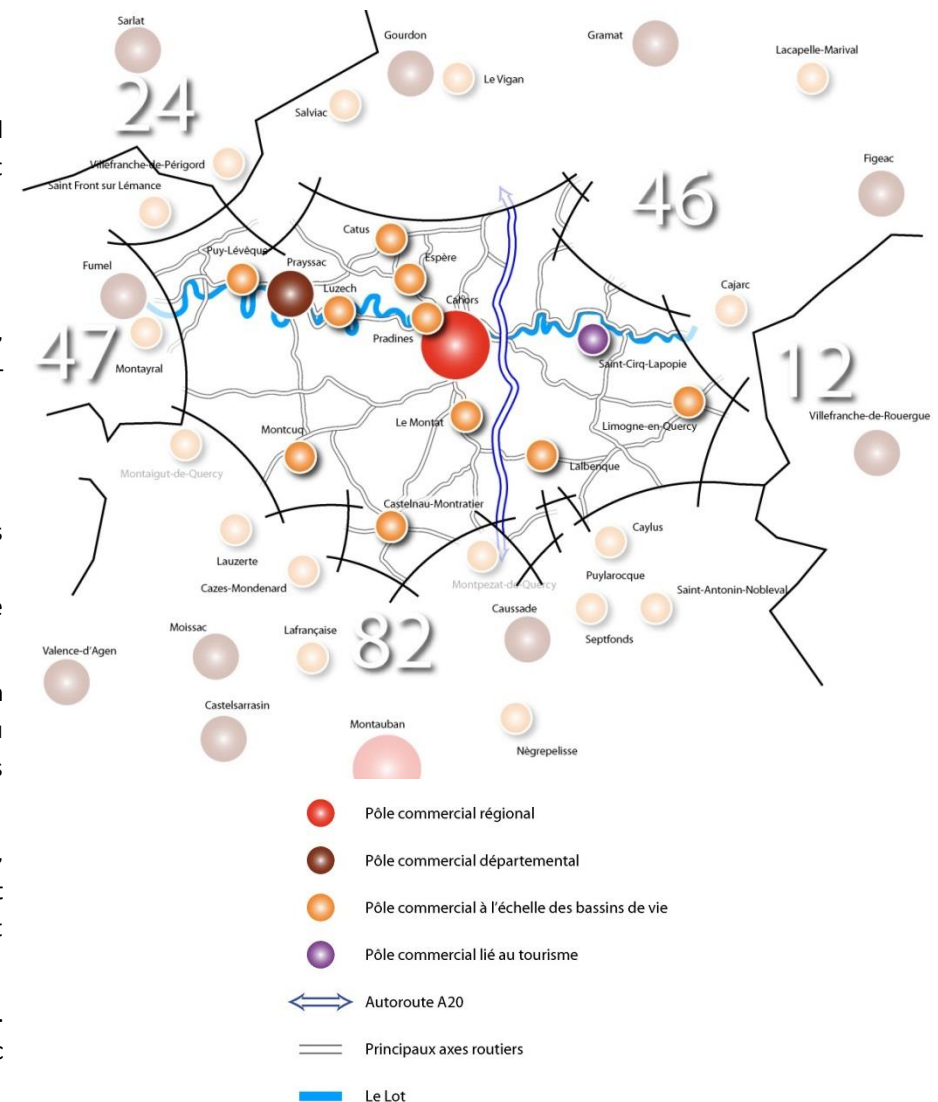 Sarlat
Gourdon
Gramat
Lacapelle-Marival
Le Vigan
24
Salviac
Villefranche-de-Périgord
Figeac
Saint Front sur Lémance
46
Catus
Puy-Lévêque
Prayssac
Espère
Fumel
Luzech
Cahors
Cajarc
Pradines
47
Montayral
Saint-Cirq-Lapopie
12
Villefranche-de-Rouergue
Le Montat
Limogne-en-Quercy
Montcuq
Lalbenque
Montaigut-de-Quercy
Castelnau-Montratier
Caylus
Lauzerte
Puylarocque
Cazes-Mondenard
Montpezat-de-Quercy
Saint-Antonin-Nobleval
Caussade
Moissac
Lafrançaise
82
Septfonds
Valence-d'Agen
Castelsarrasin
Montauban
Nègrepelisse
Pôle commercial régional
Pôle commercial départemental
Pôle commercial à l'échelle des bassins de vie
Pôle commercial lié au tourisme
Autoroute A20
Principaux axes routiers
Le Lot